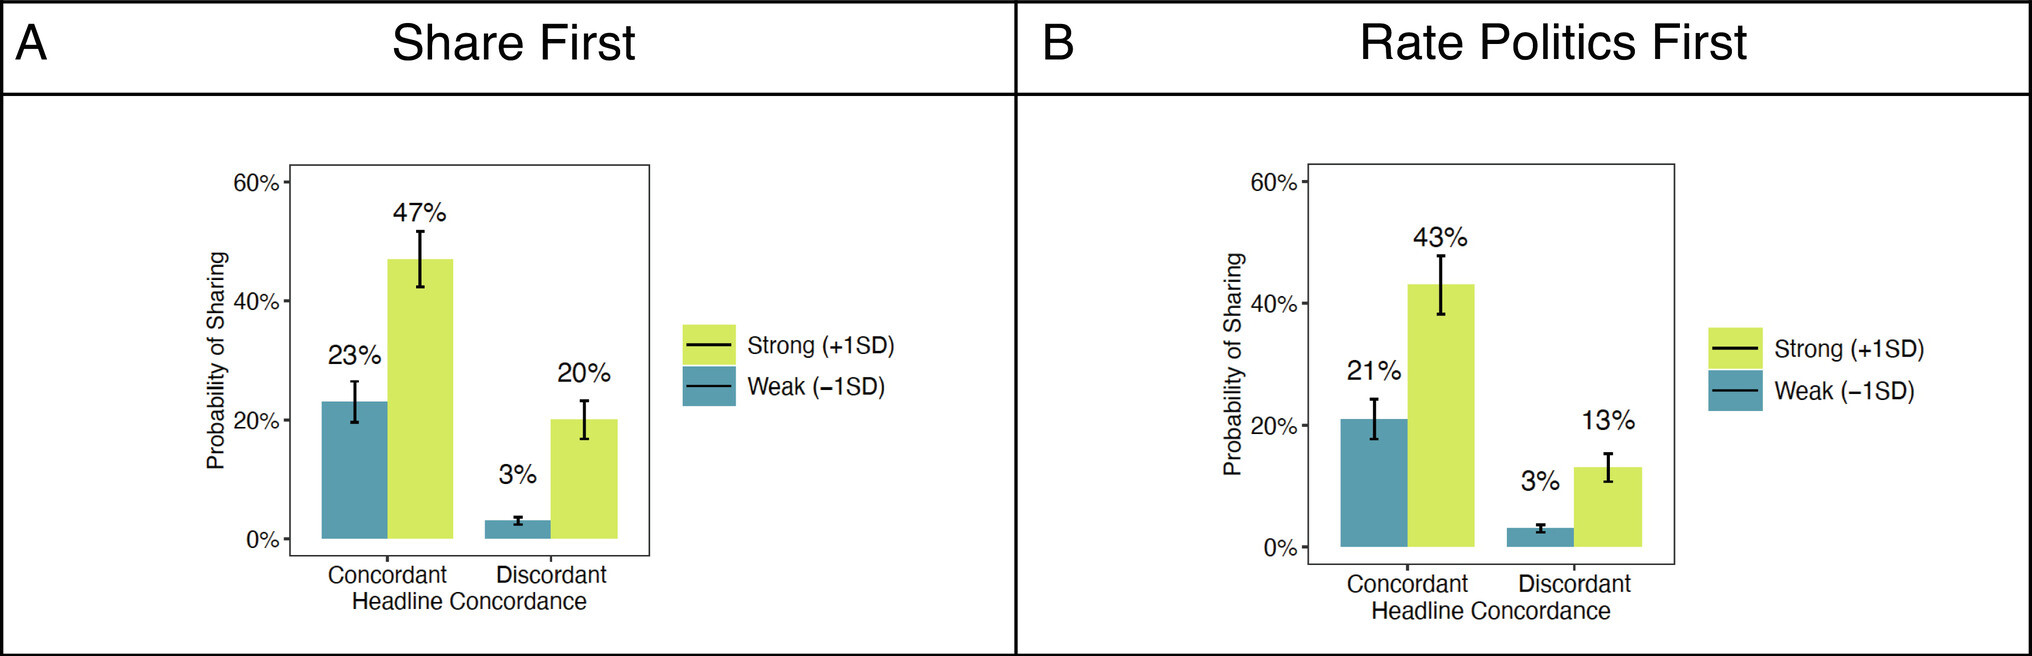 A
Share First
60%
40%
20%
0%
Probability of Sharing
23%
47%
3%
20%
Concordant
Discordant
Headline Concordance
Strong (+1SD)
Weak (−1SD)
B
Rate Politics First
60%
40%
20%
0%
Probability of Sharing
21%
43%
3%
13%
Concordant
Discordant
Headline Concordance
Strong (+1SD)
Weak (−1SD)